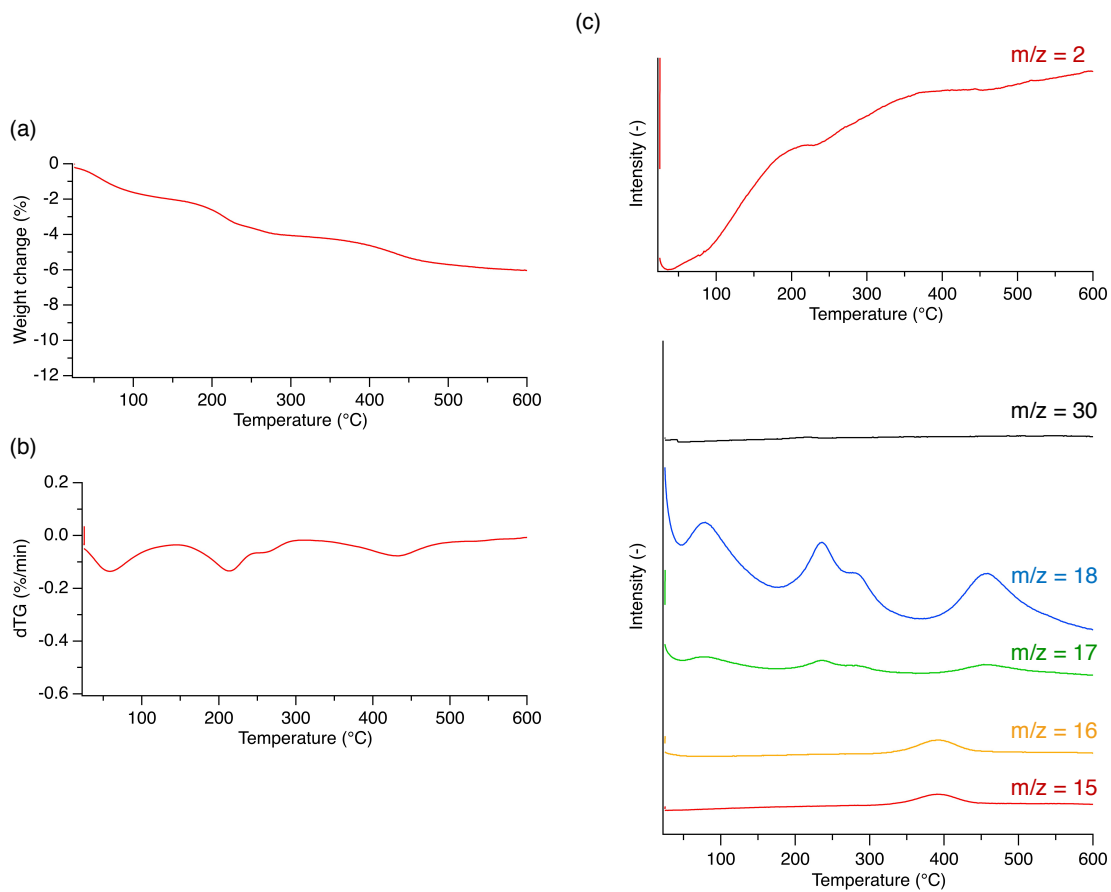 (a)
0
-2
-4
-6
-8
-10
-12
Weight change (%)
100 200 300 400 500 600
Temperature (°C)
(b)
0.2
0.0
-0.2
-0.4
-0.6
dTG (%/min)
100 200 300 400 500 600
Temperature (°C)
(c)
m/z = 2
Intensity (-)
100 200 300 400 500 600
Temperature (°C)
m/z = 30
m/z = 18
m/z = 17
m/z = 16
m/z = 15
Intensity (-)
100 200 300 400 500 600
Temperature (°C)